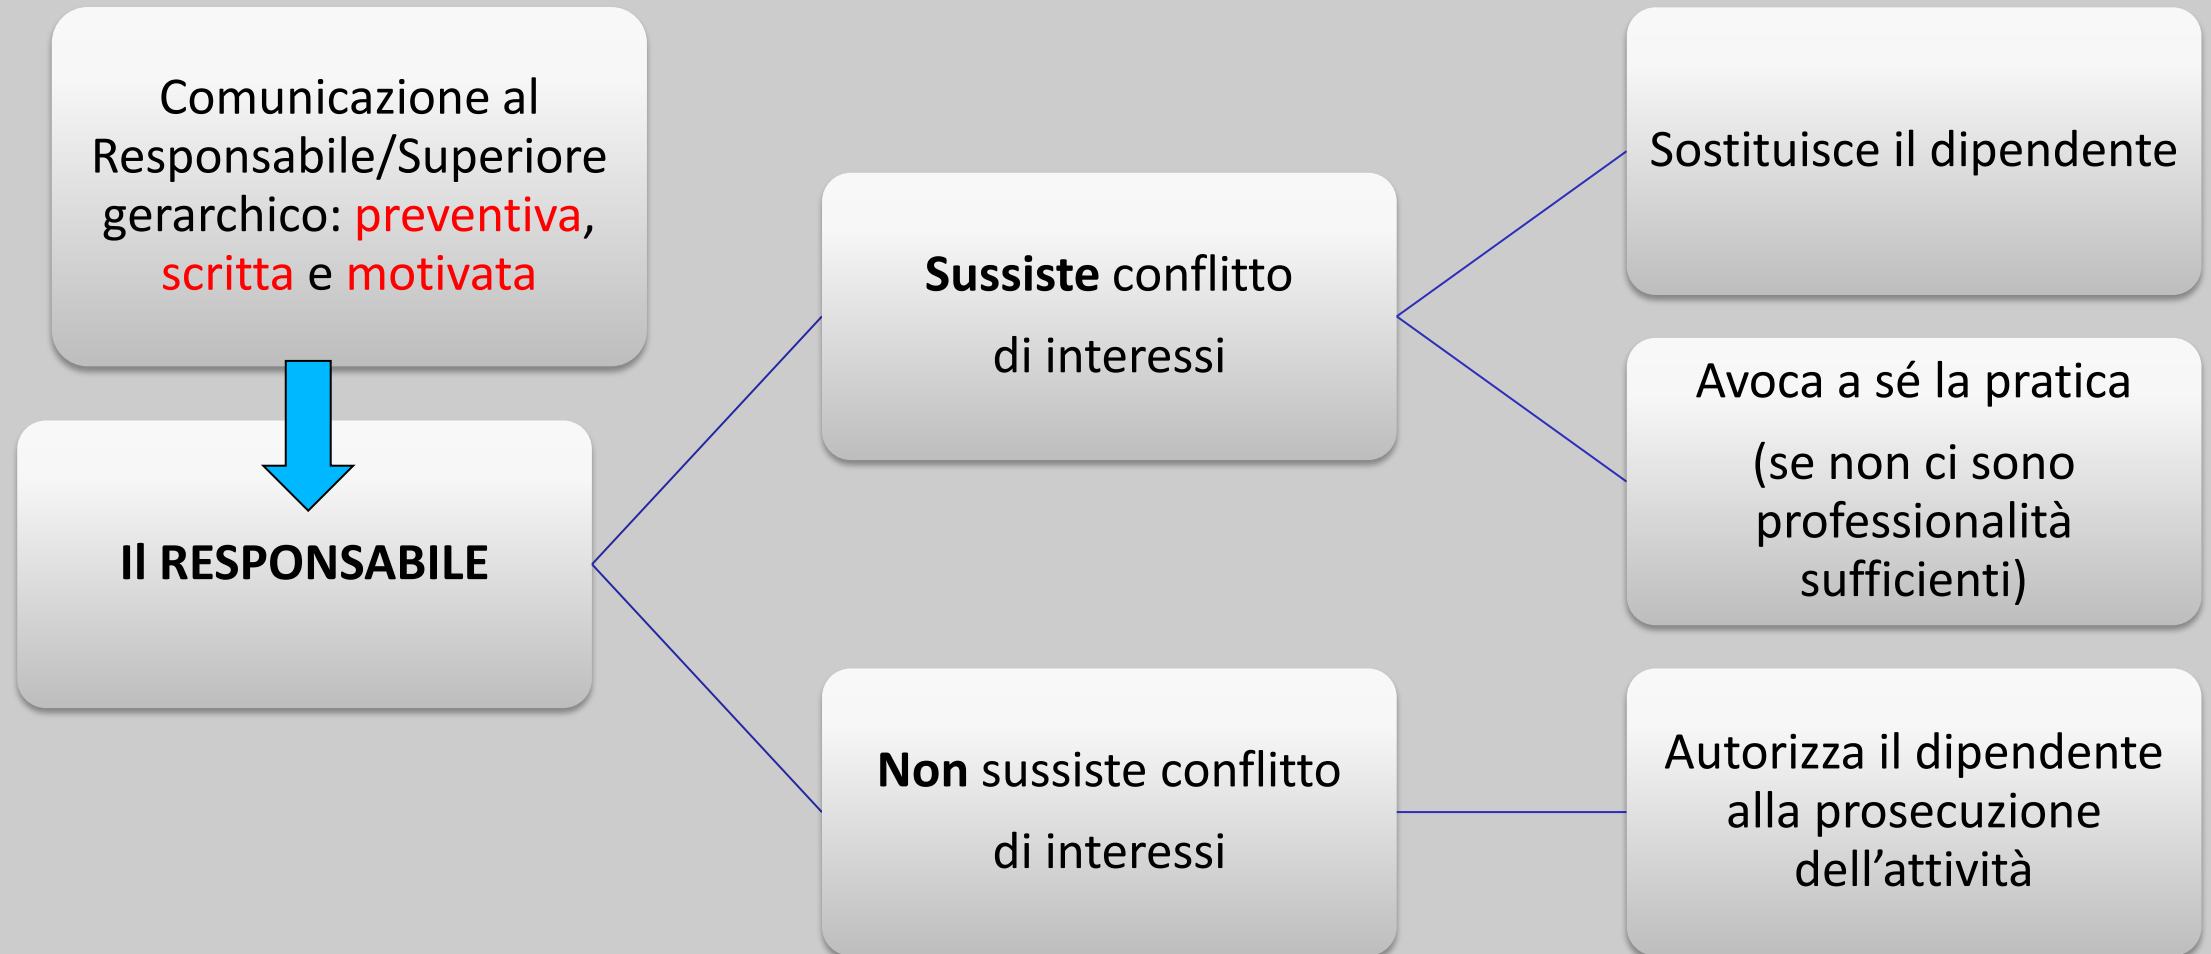 Comunicazione al
Responsabile/Superiore
gerarchico: preventiva,
scritta e motivata
Il RESPONSABILE
Sussiste conflitto
di interessi
Non sussiste conflitto
di interessi
Sostituisce il dipendente
Avoca a sé la pratica
(se non ci sono
professionalità
sufficienti)
Autorizza il dipendente
alla prosecuzione
dell’attività